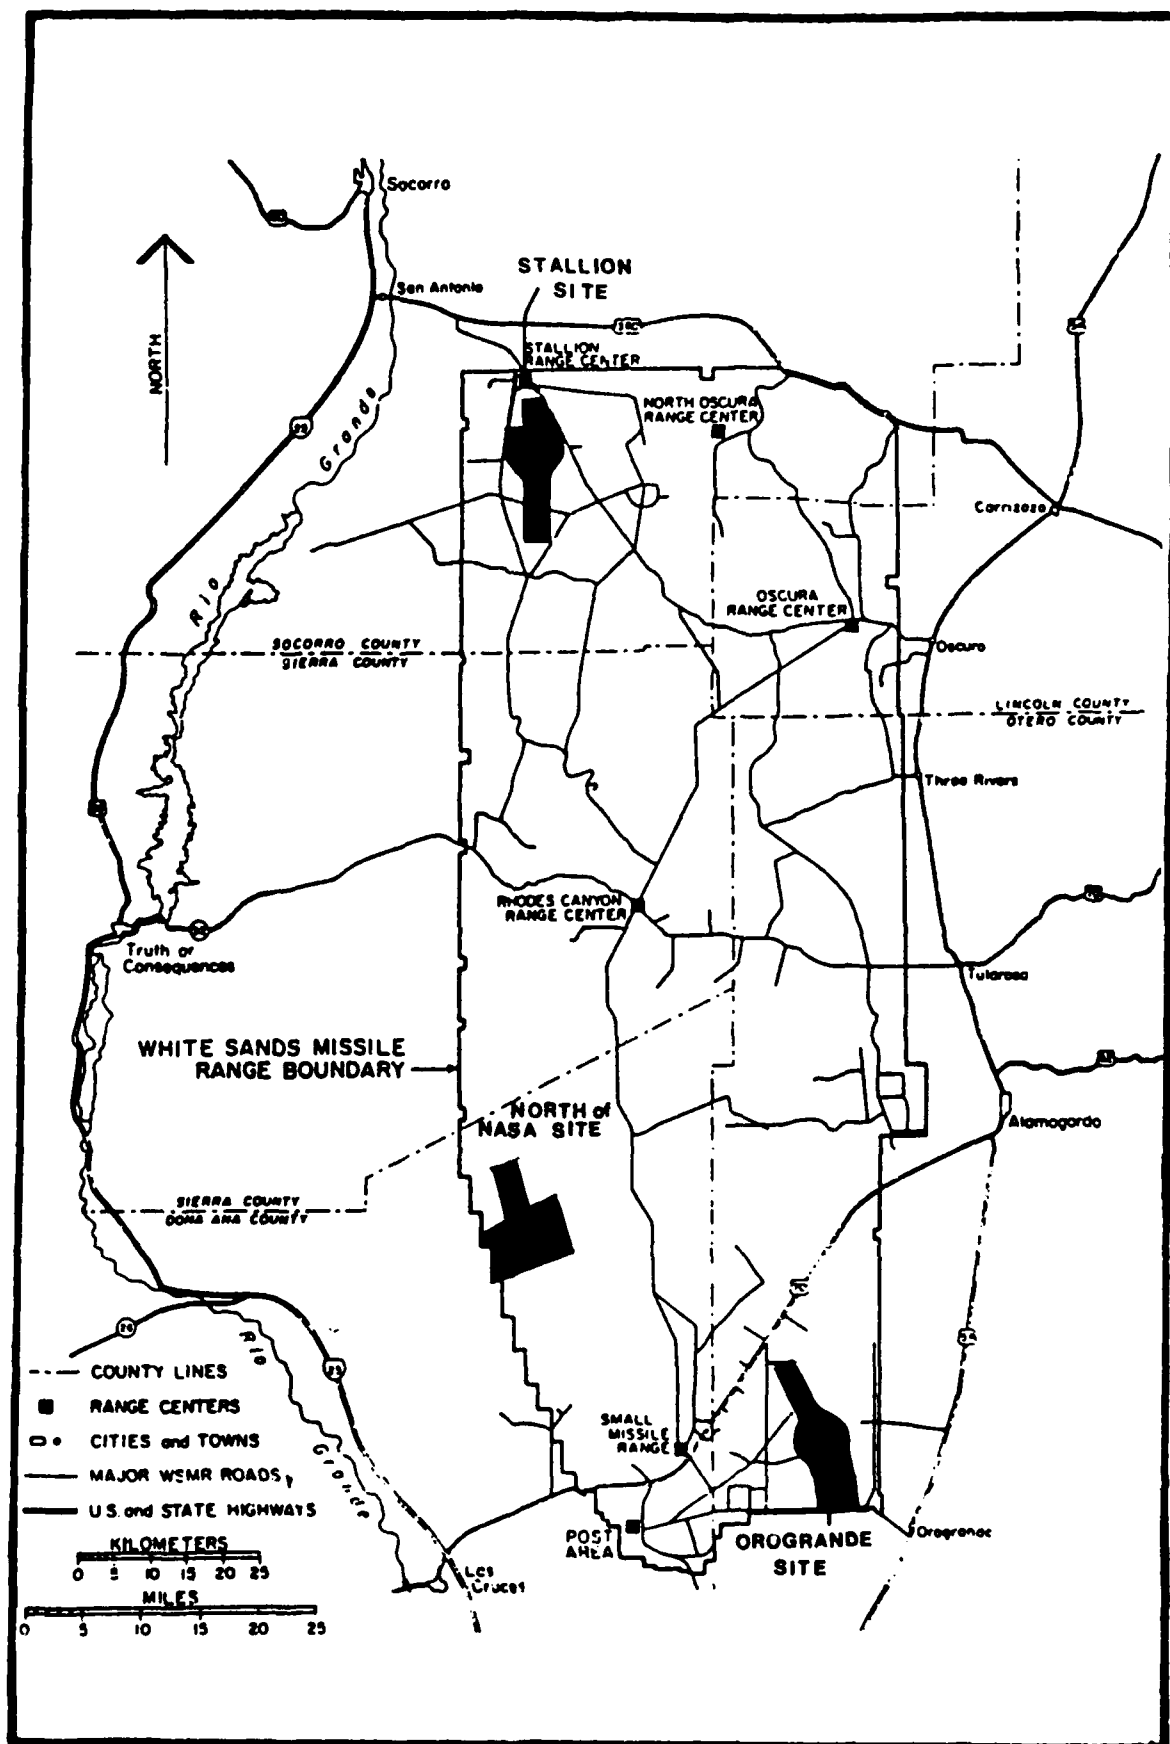 Socorro
STALLION
SITE
San Antonio
STALLION
RANGE CENTER
NORTH
NORTH OSCURA
RANGE CENTER
25
Rio Grande
Carrizozo
OSCURA
RANGE CENTER
SOCORRO COUNTY
SIERRA COUNTY
Oscuro
LINCOLN COUNTY
OTERO COUNTY
Three Rivers
RHODES CANYON
RANGE CENTER
Truth or
Consequences
Tularosa
WHITE SANDS MISSILE
RANGE BOUNDARY
NORTH of
NASA SITE
Alamogordo
SIERRA COUNTY
DONA ANA COUNTY
26
Rio Grande
25
54
COUNTY LINES
RANGE CENTERS
CITIES and TOWNS
MAJOR WSMR ROADS
U.S. and STATE HIGHWAYS
SMALL
MISSILE
RANGE
POST
AREA
OROGRANDE
SITE
Orogrande
Las
Cruces
KILOMETERS
0 5 10 15 20 25
MILES
0 5 10 15 20 25